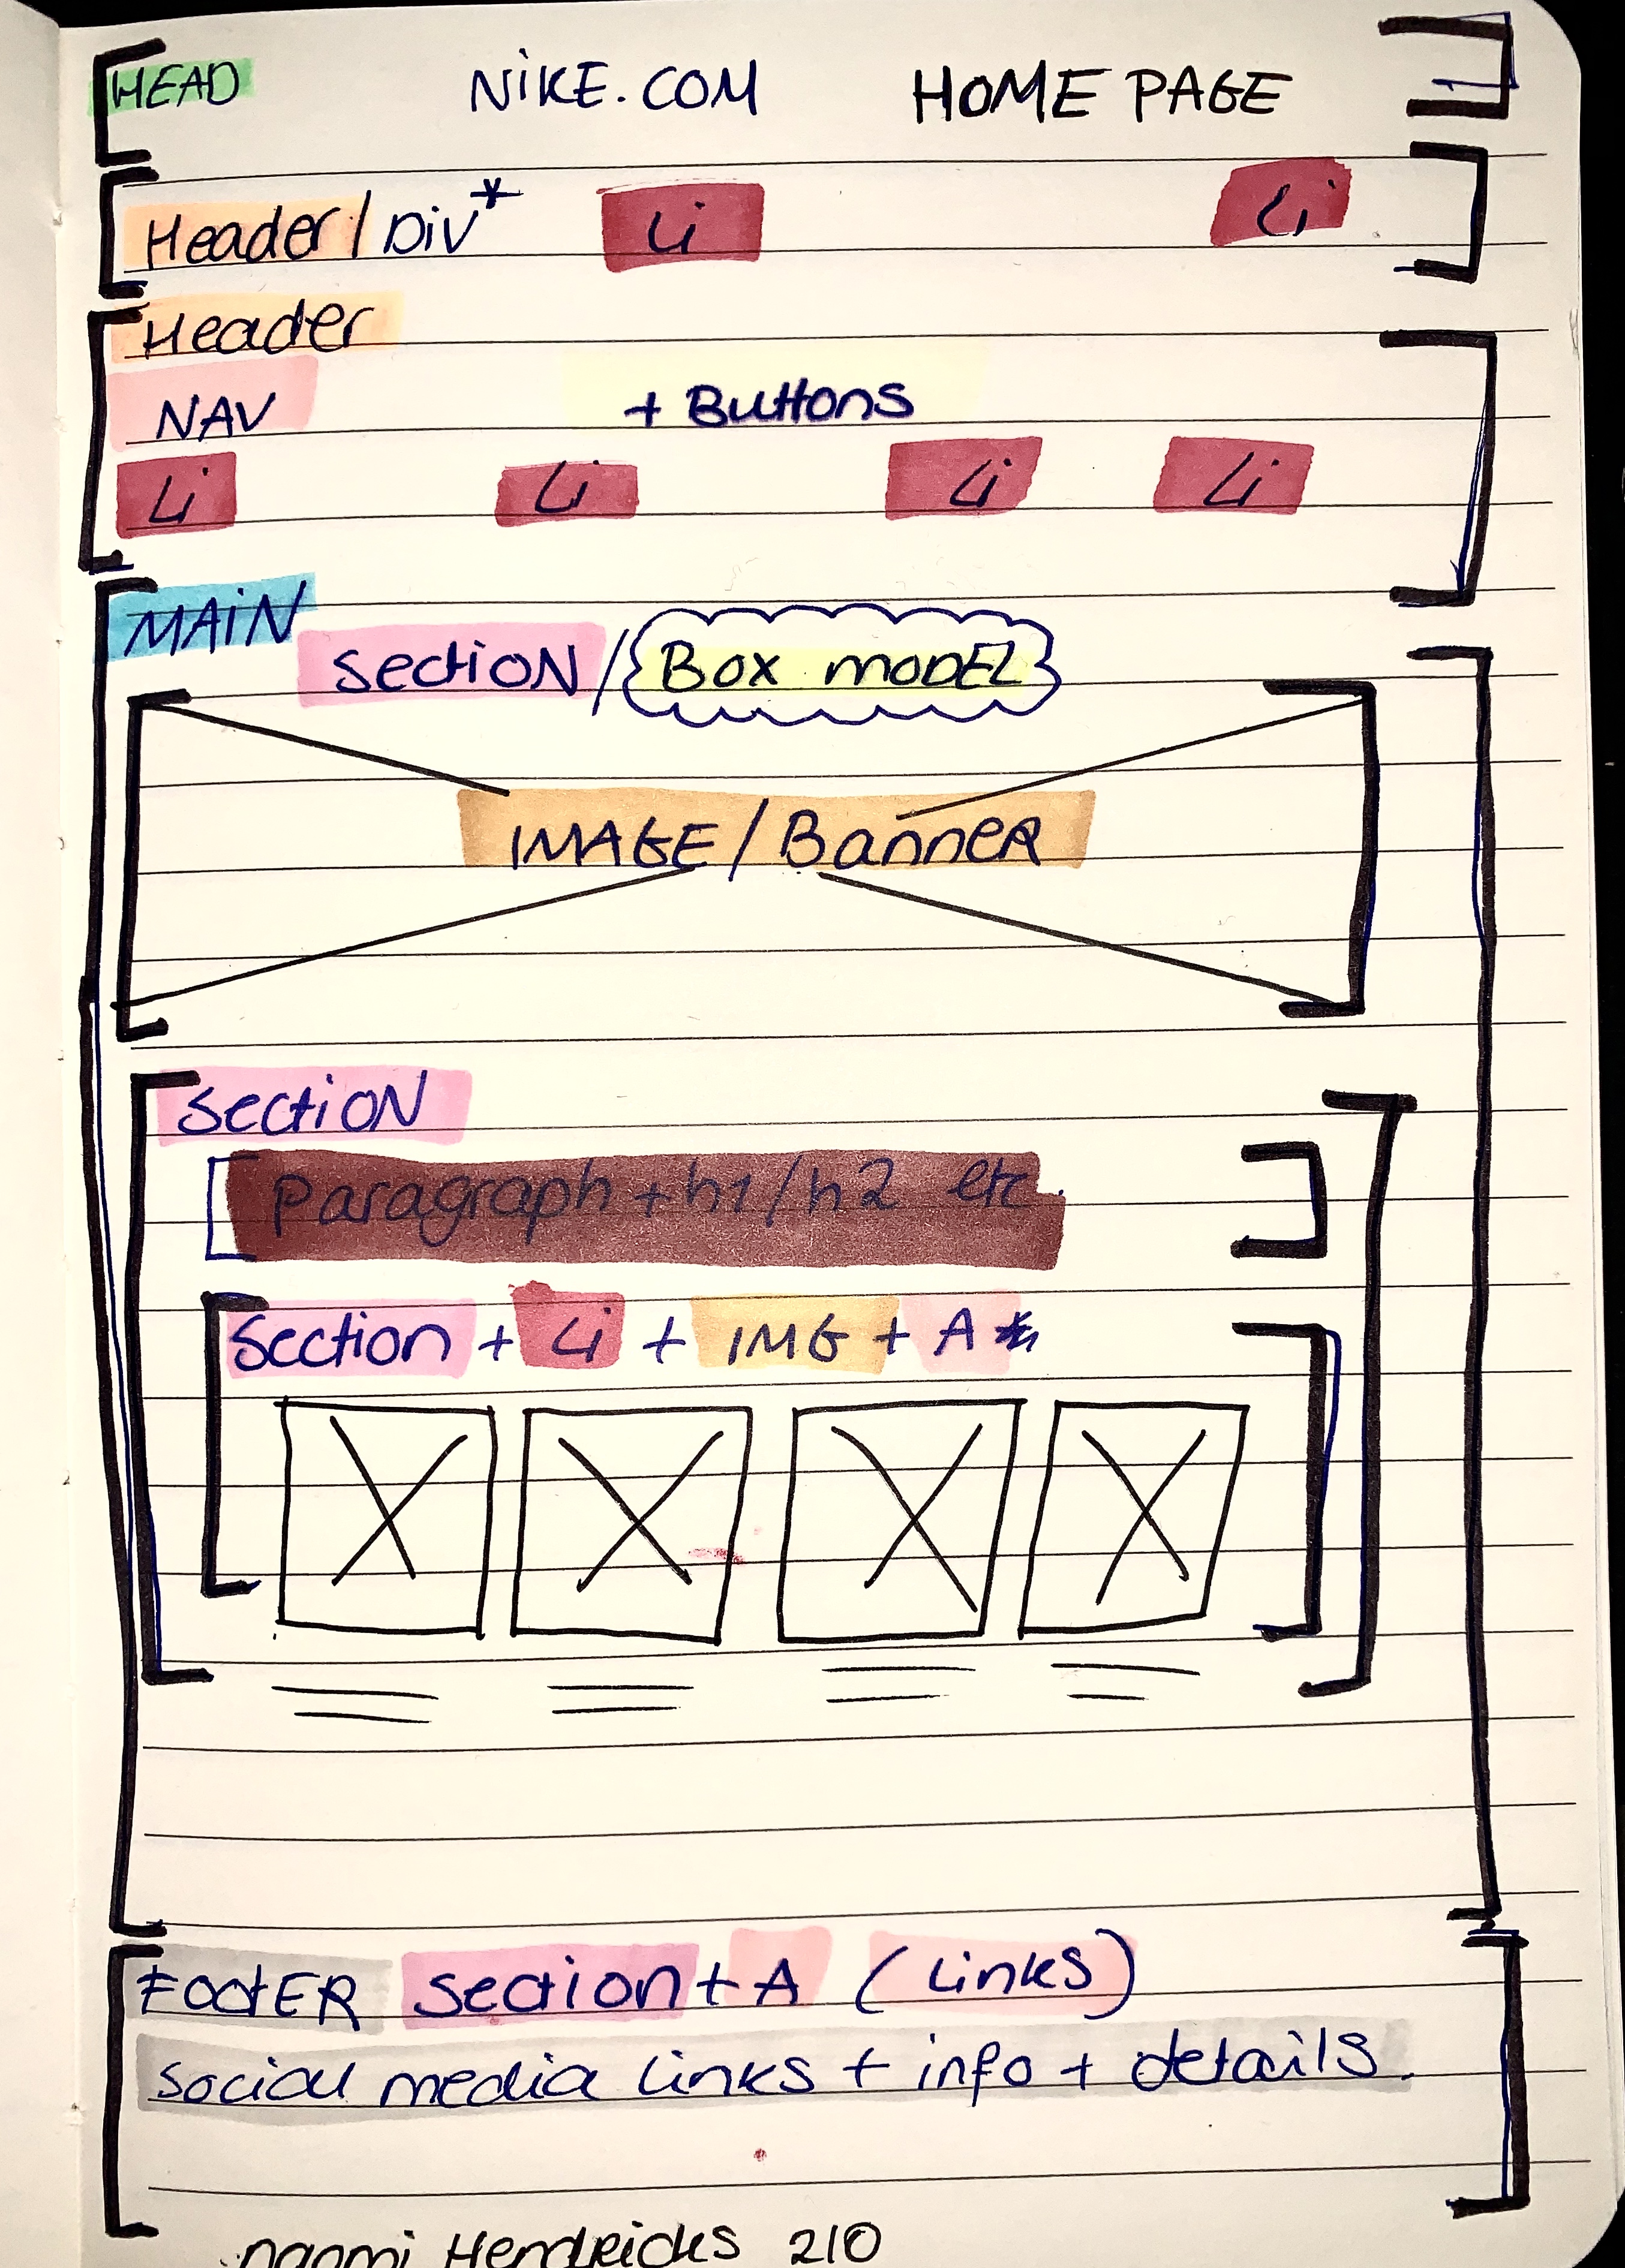 HEAD NiKE.COM HOME PAGE
Header / Div* Li Li
Header
NAV + Buttons
Li Li Li Li
MAiN
SectioN / Box moDEL
IMAGE / BanneR
SectioN
Paragraph + h1/h2 etc.
Section + Li + IMG + A
FOOtER Section + A (Links)
Social media links + info + details.
naomi Hendricks 210